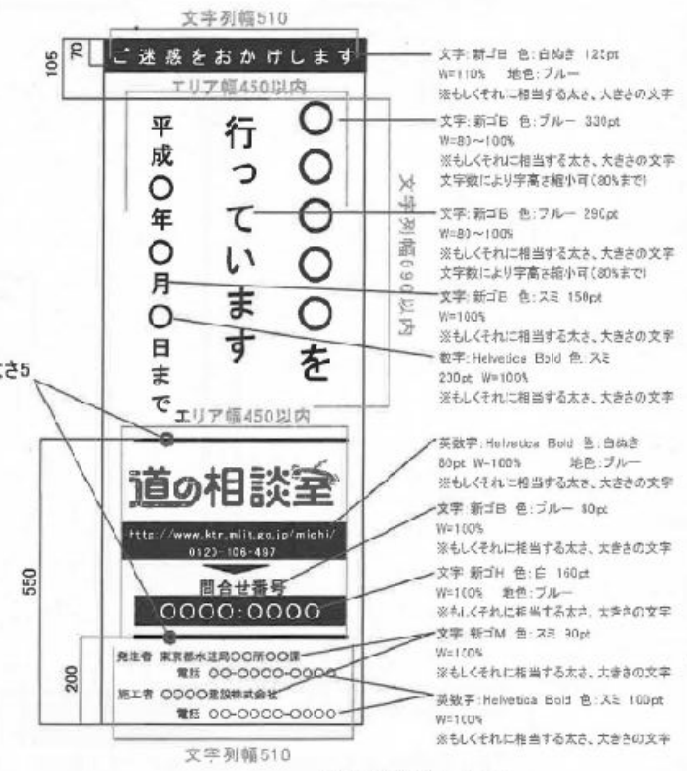 文字列幅510
105
70
ご迷惑をおかけします
エリア幅450以内
〇〇〇〇〇を
行っています
平成〇年〇月〇日まで
文字列幅690以内
エリア幅450以内
さ5
道の相談室
http://www.ktr.mlit.go.jp/michi/
0120-106-497
問合せ番号
〇〇〇〇:〇〇〇〇
550
200
発注者 東京都水道局〇〇所〇〇課
電話 〇〇-〇〇〇〇-〇〇〇〇
施工者 〇〇〇〇建設株式会社
電話 〇〇-〇〇〇〇-〇〇〇〇
文字列幅510
文字:新ゴB 色:白ぬき 120pt
W=110% 地色:ブルー
※もしくそれに相当する太さ、大きさの文字
文字:新ゴB 色:ブルー 330pt
W=80~100%
※もしくそれに相当する太さ、大きさの文字
文字数により字高さ縮小可(80%まで)
文字:新ゴB 色:ブルー 290pt
W=80~100%
※もしくそれに相当する太さ、大きさの文字
文字数により字高さ縮小可(80%まで)
文字:新ゴB 色:スミ 150pt
W=100%
※もしくそれに相当する太さ、大きさの文字
数字:Helvetica Bold 色:スミ
200pt W=100%
※もしくそれに相当する太さ、大きさの文字
英数字:Helvetica Bold 色:白ぬき
80pt W=100% 地色:ブルー
※もしくそれに相当する太さ、大きさの文字
文字:新ゴB 色:ブルー 80pt
W=100%
※もしくそれに相当する太さ、大きさの文字
文字 新ゴH 色:白 160pt
W=100% 地色:ブルー
※もしくそれに相当する太さ、大きさの文字
文字 新ゴM 色:スミ 90pt
W=100%
※もしくそれに相当する太さ、大きさの文字
英数字:Helvetica Bold 色:スミ 100pt
W=100%
※もしくそれに相当する太さ、大きさの文字